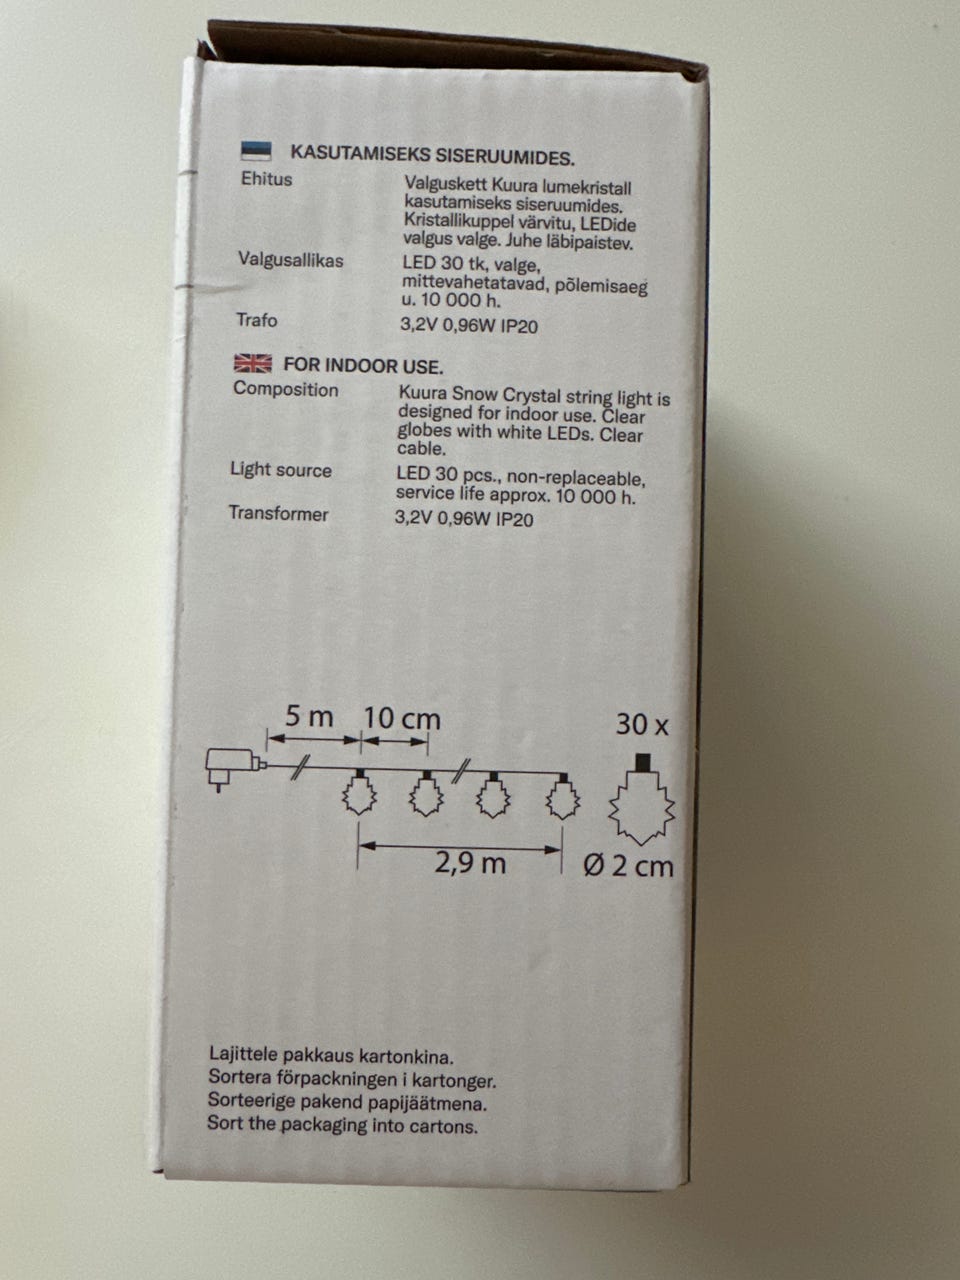 KASUTAMISEKS SISERUUMIDES.
Ehitus
Valguskett Kuura lumekristall
kasutamiseks siseruumides.
Kristallikuppel värvitu, LEDide
valgus valge. Juhe läbipaistev.
Valgusallikas
LED 30 tk, valge,
mittevahetatavad, põlemisaeg
u. 10 000 h.
Trafo
3,2V 0,96W IP20
FOR INDOOR USE.
Composition
Kuura Snow Crystal string light is
designed for indoor use. Clear
globes with white LEDs. Clear
cable.
Light source
LED 30 pcs., non-replaceable,
service life approx. 10 000 h.
Transformer
3,2V 0,96W IP20
5 m 10 cm
30 x
2,9 m
Ø 2 cm
Lajittele pakkaus kartonkina.
Sortera förpackningen i kartonger.
Sorteerige pakend papijäätmena.
Sort the packaging into cartons.